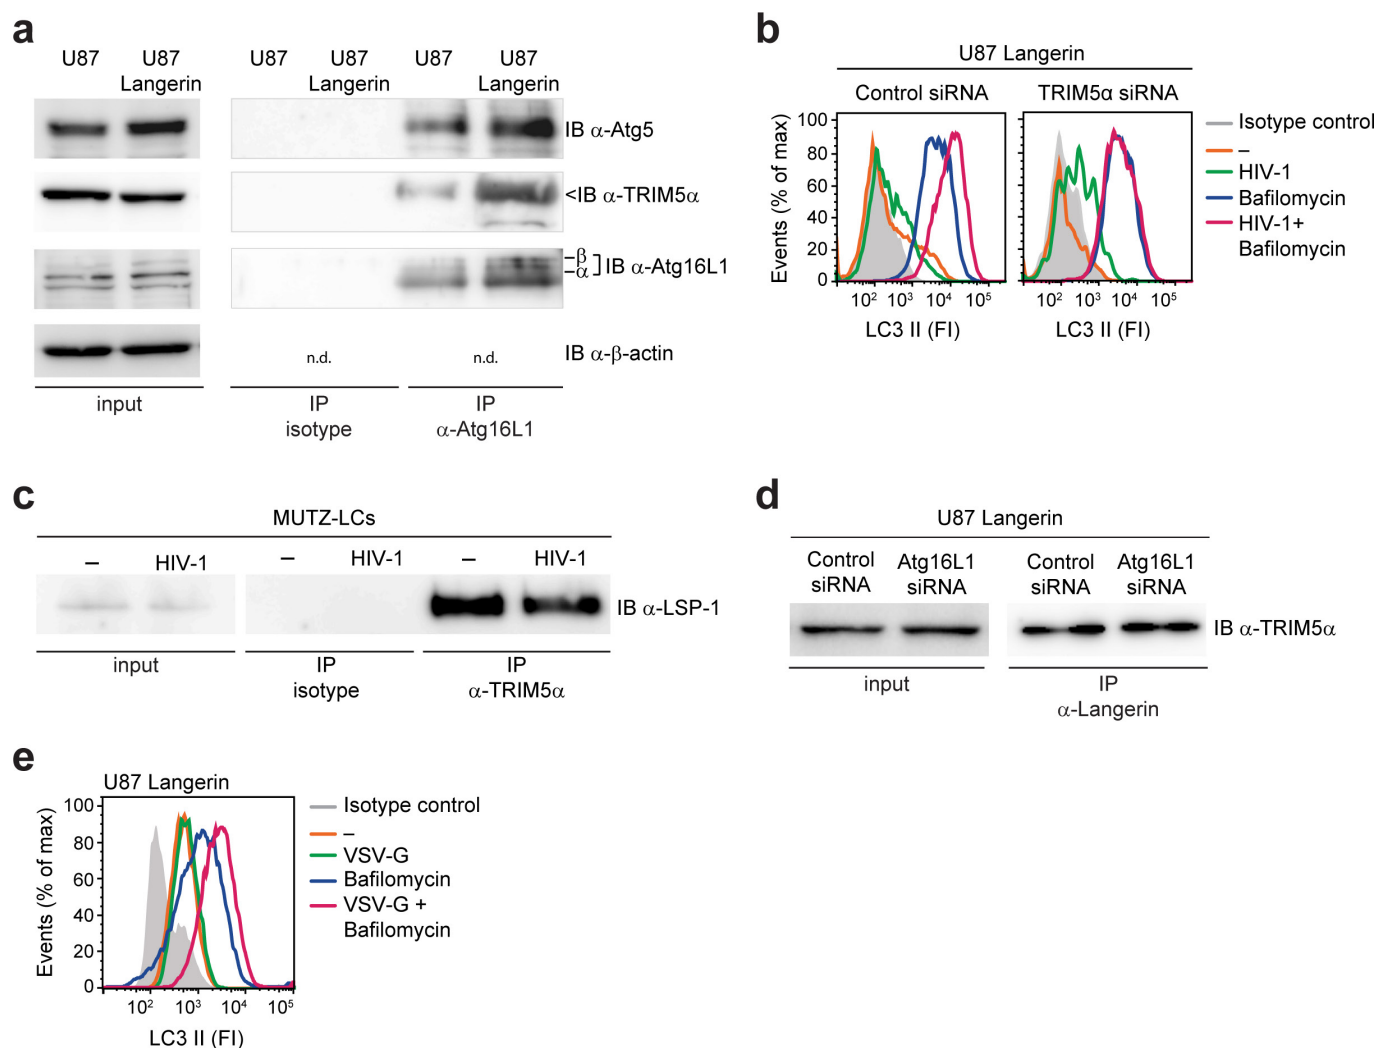 a
U87
U87
Langerin
U87
U87
Langerin
U87
U87
Langerin
IB α-Atg5
<IB α-TRIM5α
β
α
IB α-Atg16L1
IB α-β-actin
n.d.
n.d.
input
IP
isotype
IP
α-Atg16L1
b
U87 Langerin
Control siRNA
TRIM5α siRNA
Events (% of max)
100
80
60
40
20
0
10²
10³
10⁴
10⁵
10²
10³
10⁴
10⁵
LC3 II (FI)
LC3 II (FI)
Isotype control
–
HIV-1
Bafilomycin
HIV-1+
Bafilomycin
c
MUTZ-LCs
–
HIV-1
–
HIV-1
–
HIV-1
IB α-LSP-1
input
IP
isotype
IP
α-TRIM5α
d
U87 Langerin
Control
siRNA
Atg16L1
siRNA
Control
siRNA
Atg16L1
siRNA
IB α-TRIM5α
input
IP
α-Langerin
e
U87 Langerin
Events (% of max)
100
80
60
40
20
0
10²
10³
10⁴
10⁵
LC3 II (FI)
Isotype control
–
VSV-G
Bafilomycin
VSV-G +
Bafilomycin